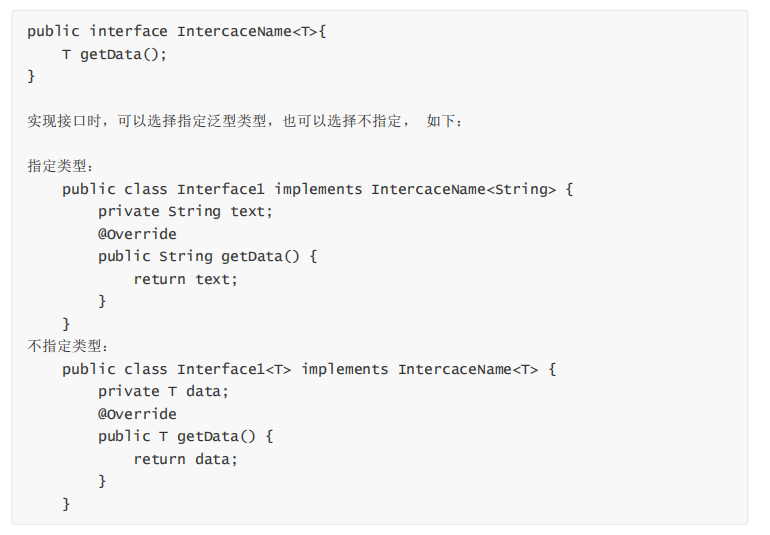 public interface IntercaceName<T>{
    T getData();
}
实现接口时，可以选择指定泛型类型，也可以选择不指定， 如下：
指定类型：
    public class Interface1 implements IntercaceName<String> {
        private String text;
        @Override
        public String getData() {
            return text;
        }
    }
不指定类型：
    public class Interface1<T> implements IntercaceName<T> {
        private T data;
        @Override
        public T getData() {
            return data;
        }
    }